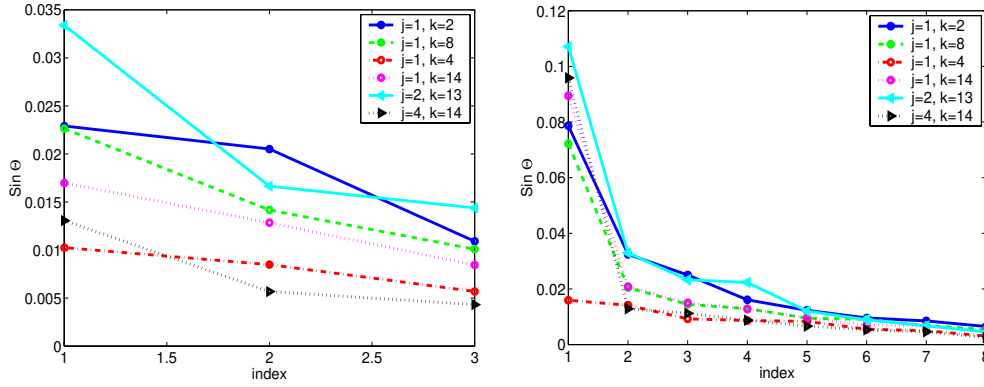 0.035
0.03
0.025
0.02
0.015
0.01
0.005
0
Sin Θ
1
1.5
2
2.5
3
index
j=1, k=2
j=1, k=8
j=1, k=4
j=1, k=14
j=2, k=13
j=4, k=14
0.12
0.1
0.08
0.06
0.04
0.02
0
Sin Θ
1
2
3
4
5
6
7
8
index
j=1, k=2
j=1, k=8
j=1, k=4
j=1, k=14
j=2, k=13
j=4, k=14